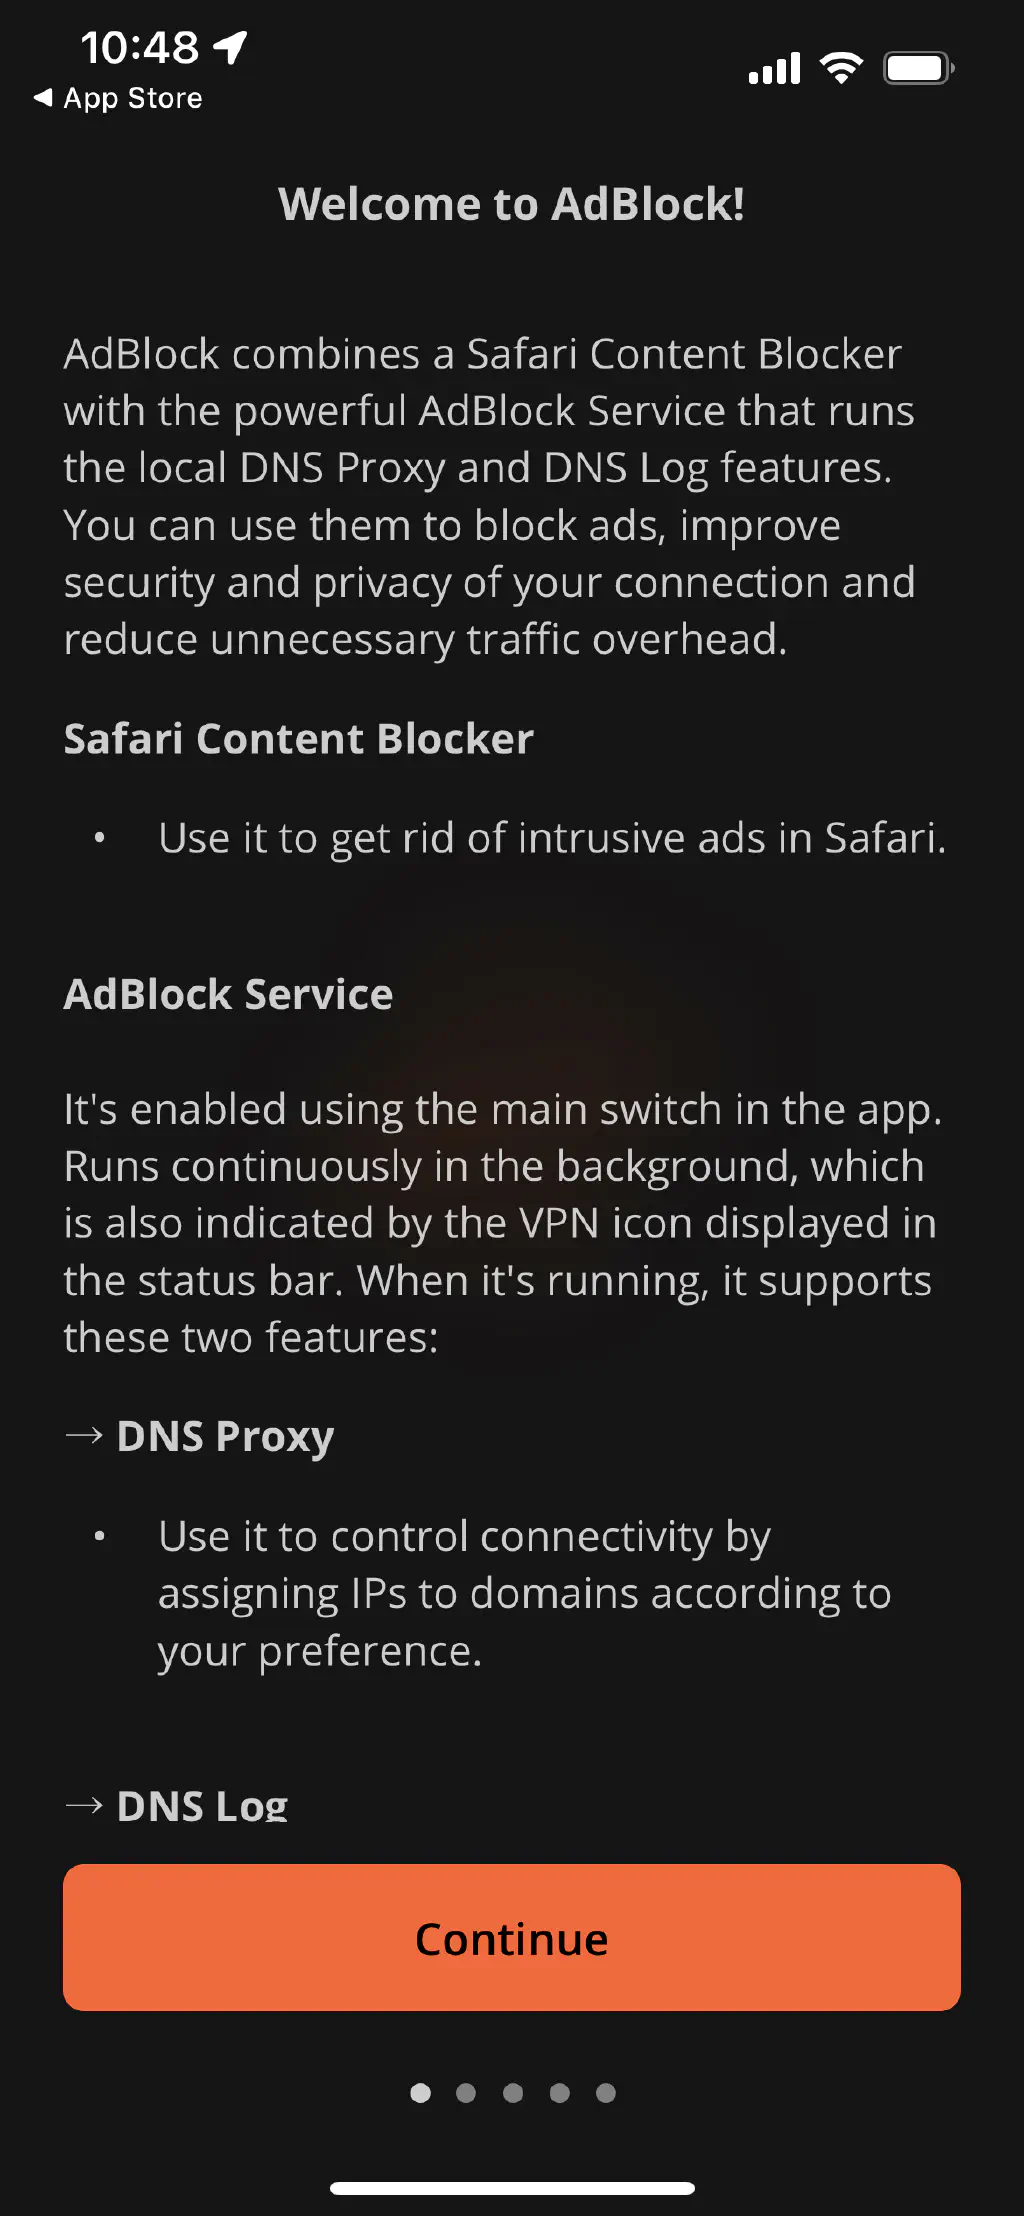 10:48
App Store
Welcome to AdBlock!
AdBlock combines a Safari Content Blocker
with the powerful AdBlock Service that runs
the local DNS Proxy and DNS Log features.
You can use them to block ads, improve
security and privacy of your connection and
reduce unnecessary traffic overhead.
Safari Content Blocker
• Use it to get rid of intrusive ads in Safari.
AdBlock Service
It's enabled using the main switch in the app.
Runs continuously in the background, which
is also indicated by the VPN icon displayed in
the status bar. When it's running, it supports
these two features:
→ DNS Proxy
• Use it to control connectivity by
assigning IPs to domains according to
your preference.
→ DNS Log
Continue